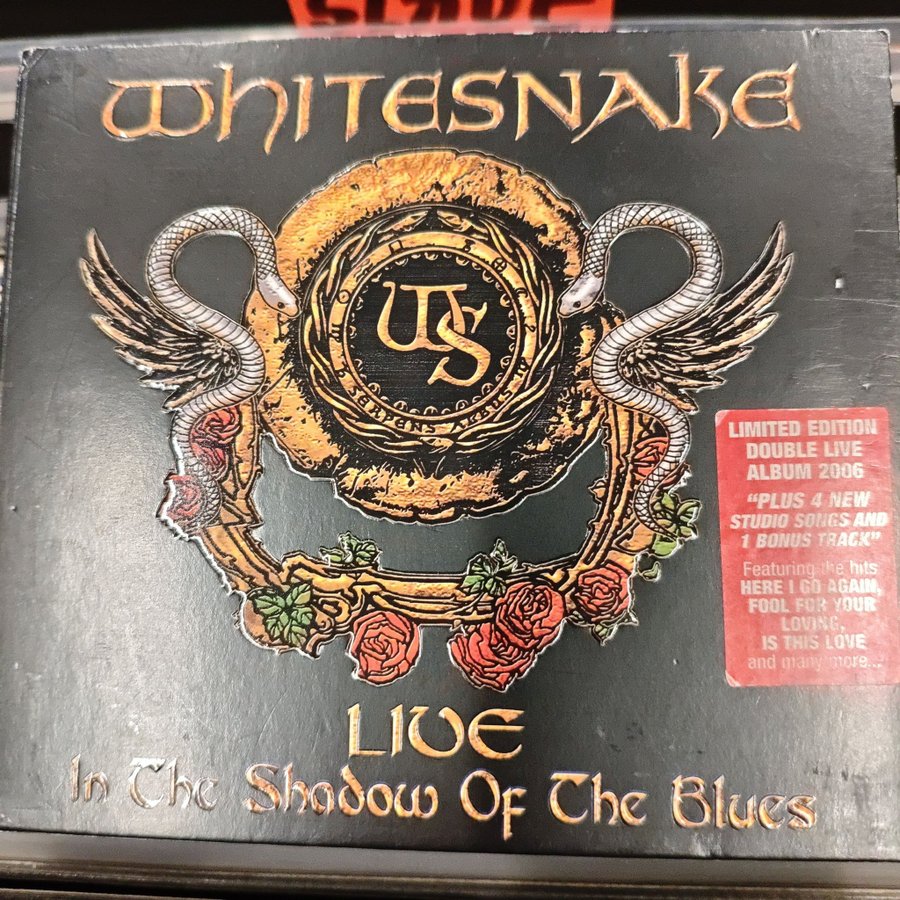 WHITESNAKE
WS
SERPENS ALBUS
LIMITED EDITION
DOUBLE LIVE
ALBUM 2006
"PLUS 4 NEW
STUDIO SONGS AND
1 BONUS TRACK"
Featuring the hits
HERE I GO AGAIN,
FOOL FOR YOUR
LOVING,
IS THIS LOVE
and many more...
LIVE
In The Shadow Of The Blues